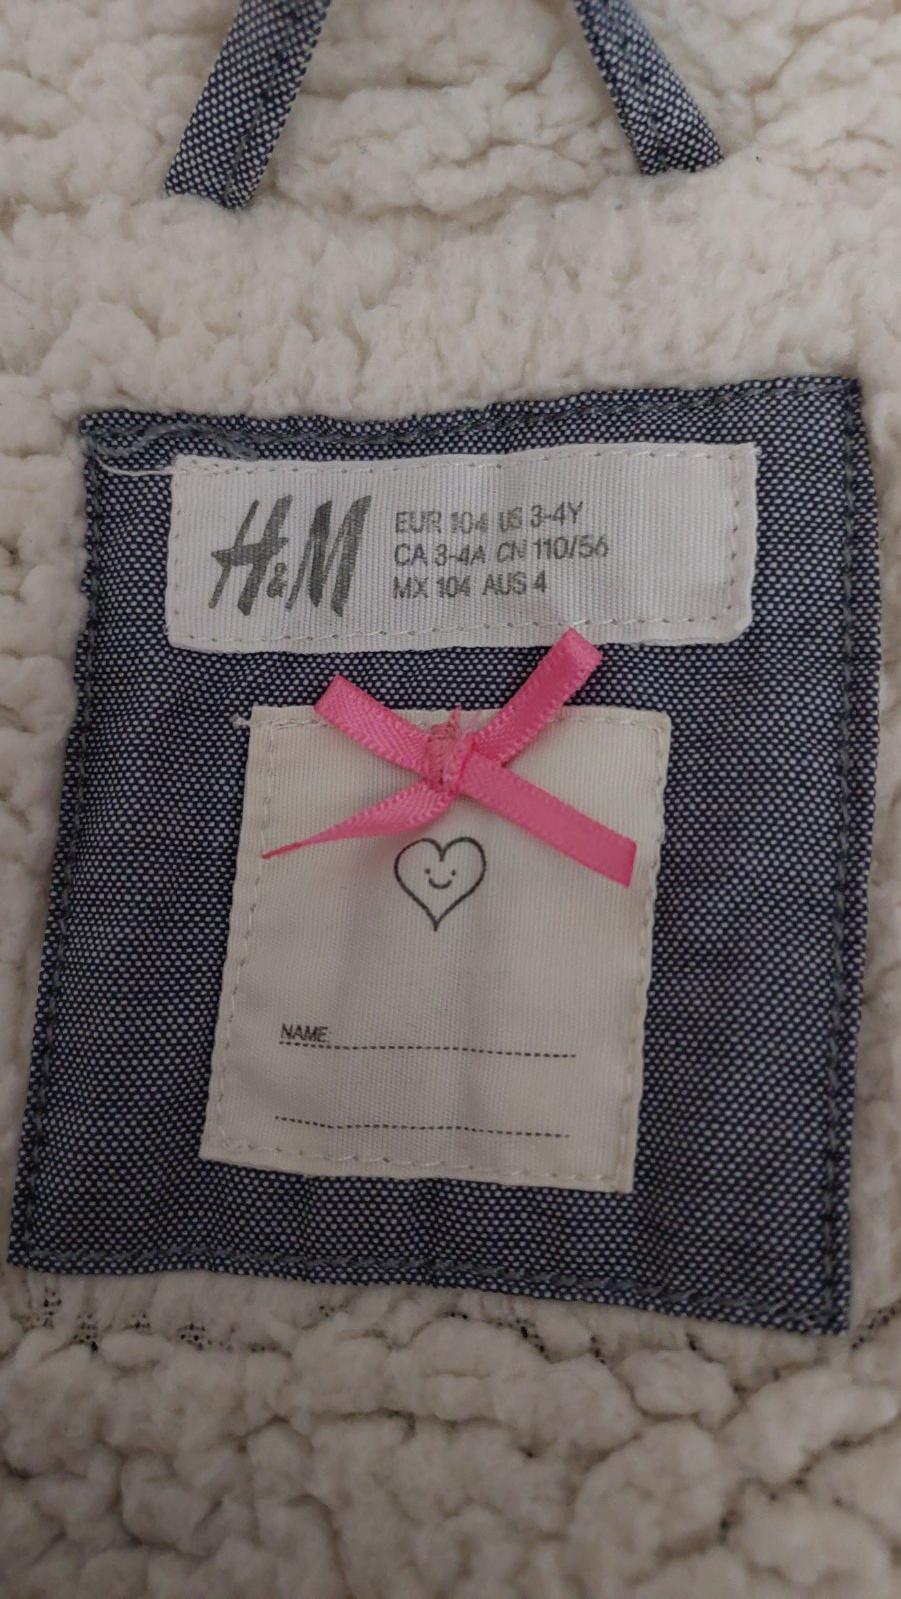 H&M
EUR 104 US 3-4Y
CA 3-4A CN 110/56
MX 104 AUS 4
NAME